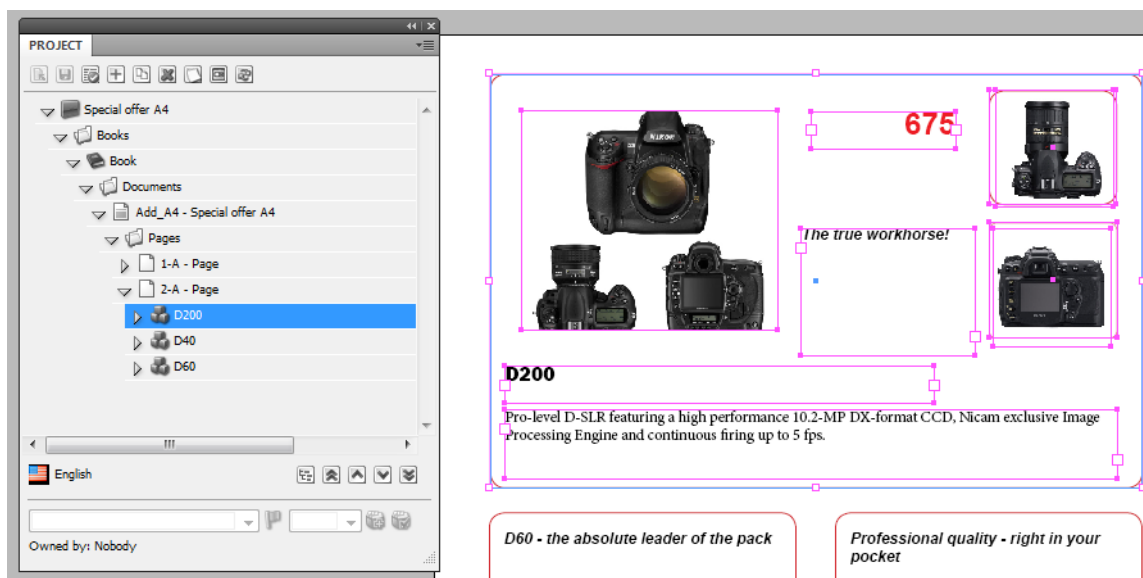 PROJECT
Special offer A4
Books
Book
Documents
Add_A4 - Special offer A4
Pages
1-A - Page
2-A - Page
D200
D40
D60
English
Owned by: Nobody
675
The true workhorse!
D200
Pro-level D-SLR featuring a high performance 10.2-MP DX-format CCD, Nicam exclusive Image
Processing Engine and continuous firing up to 5 fps.
D60 - the absolute leader of the pack
Professional quality - right in your
pocket